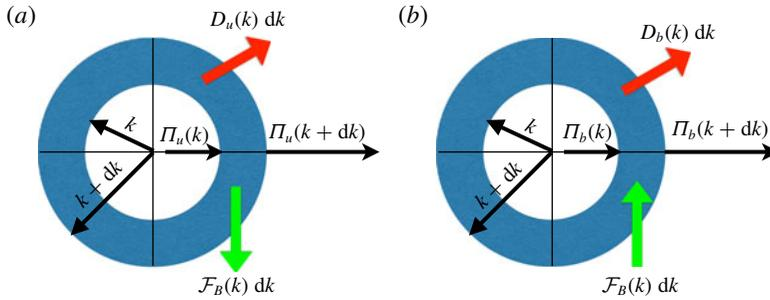 (a)
D_u(k) dk
k
Π_u(k)
Π_u(k + dk)
k + dk
ℱ_B(k) dk
(b)
D_b(k) dk
k
Π_b(k)
Π_b(k + dk)
k + dk
ℱ_B(k) dk